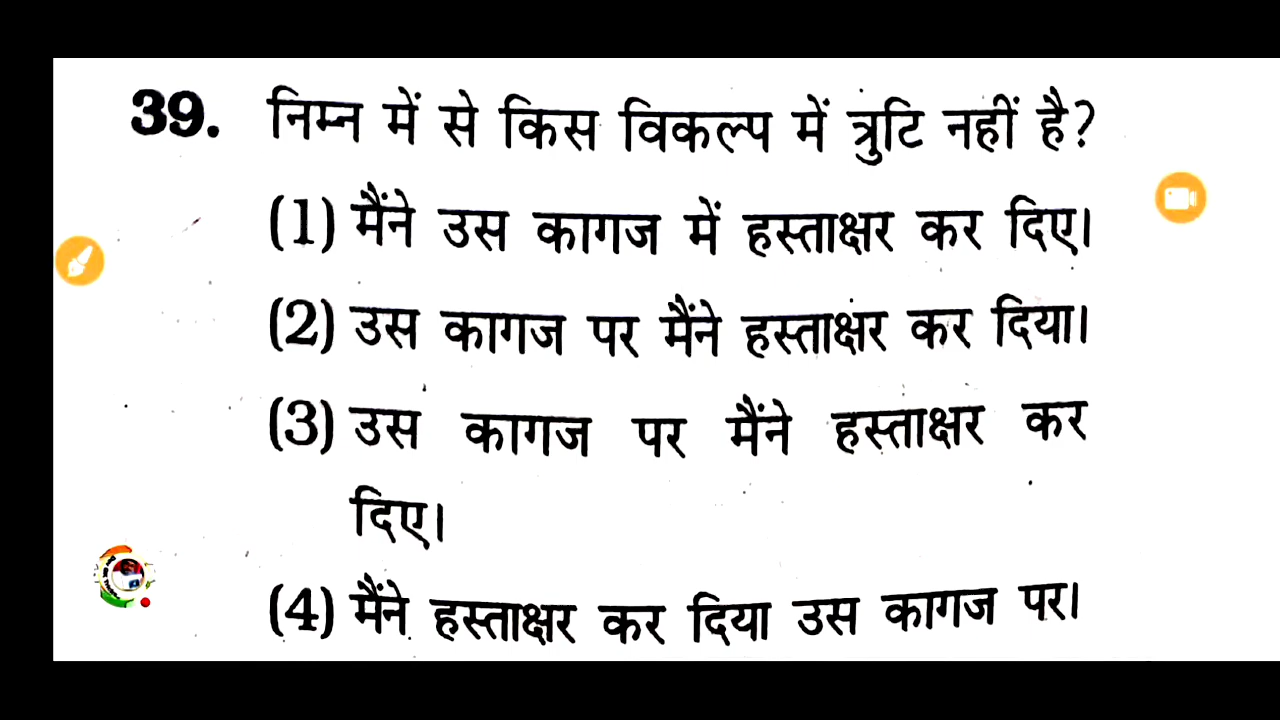 39. निम्न में से किस विकल्प में त्रुटि नहीं है?
(1) मैंने उस कागज में हस्ताक्षर कर दिए।
(2) उस कागज पर मैंने हस्ताक्षर कर दिया।
(3) उस कागज पर मैंने हस्ताक्षर कर
दिए।
(4) मैंने हस्ताक्षर कर दिया उस कागज पर।